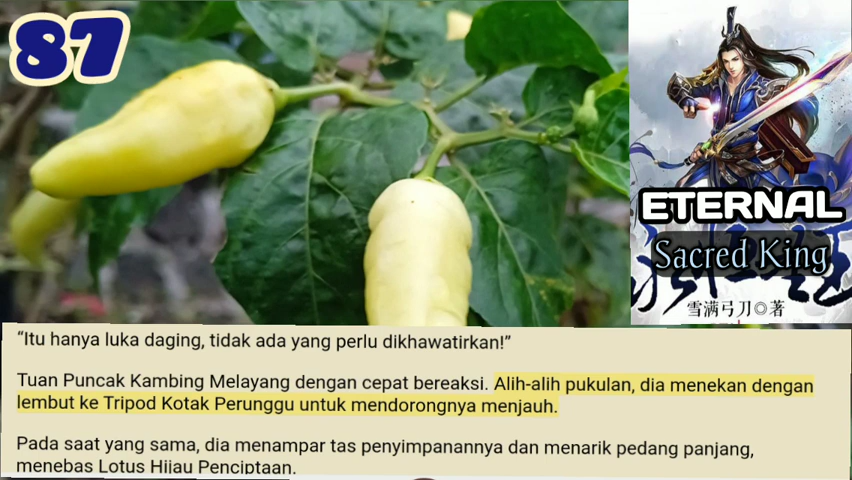 87
ETERNAL
Sacred King
雪满弓刀◎著
“Itu hanya luka daging, tidak ada yang perlu dikhawatirkan!”
Tuan Puncak Kambing Melayang dengan cepat bereaksi. Alih-alih pukulan, dia menekan dengan
lembut ke Tripod Kotak Perunggu untuk mendorongnya menjauh.
Pada saat yang sama, dia menampar tas penyimpanannya dan menarik pedang panjang,
menebas Lotus Hijau Penciptaan.